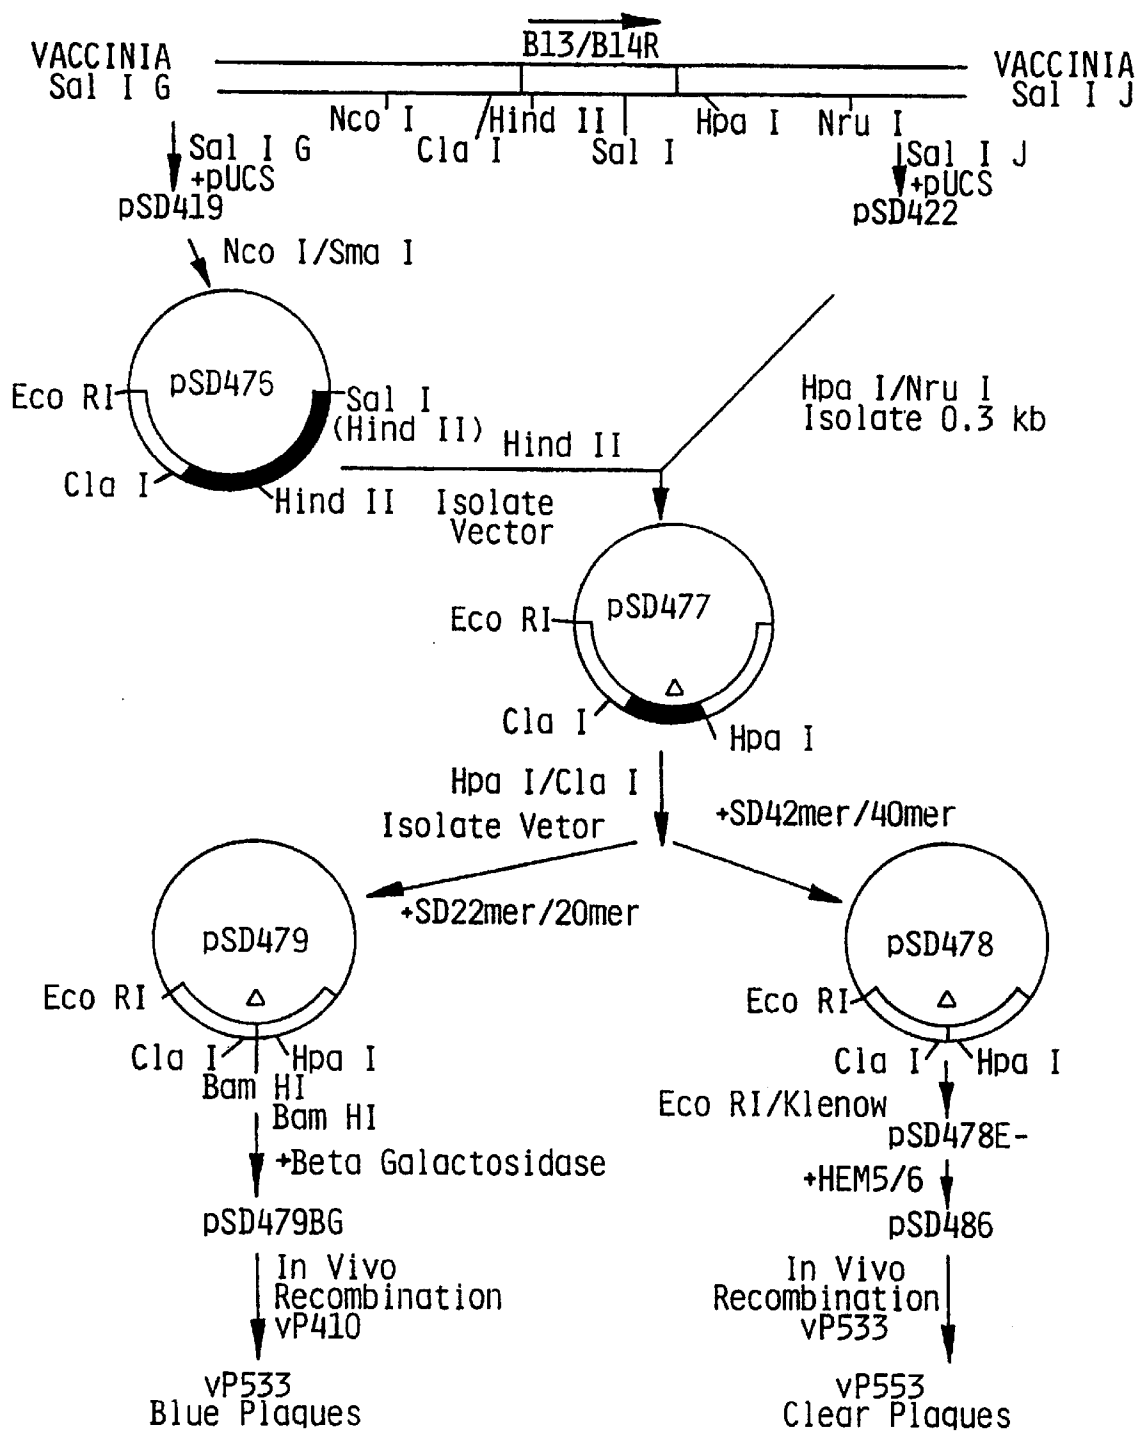 B13/B14R
VACCINIA
Sal I G
VACCINIA
Sal I J
Nco I
Cla I
Hind II
Sal I
Hpa I
Nru I
Sal I G
+pUCS
pSD419
Sal I J
+pUCS
pSD422
Nco I/Sma I
pSD476
Eco RI
Sal I
(Hind II)
Cla I
Hind II
Hind II
Isolate
Vector
Hpa I/Nru I
Isolate 0.3 kb
pSD477
Eco RI
Cla I
Hpa I
Hpa I/Cla I
Isolate Vetor
+SD42mer/40mer
+SD22mer/20mer
pSD479
Eco RI
Cla I
Hpa I
Bam HI
Bam HI
+Beta Galactosidase
pSD479BG
In Vivo
Recombination
vP410
vP533
Blue Plaques
pSD478
Eco RI
Cla I
Hpa I
Eco RI/Klenow
pSD478E-
+HEM5/6
pSD486
In Vivo
Recombination
vP533
vP553
Clear Plaques